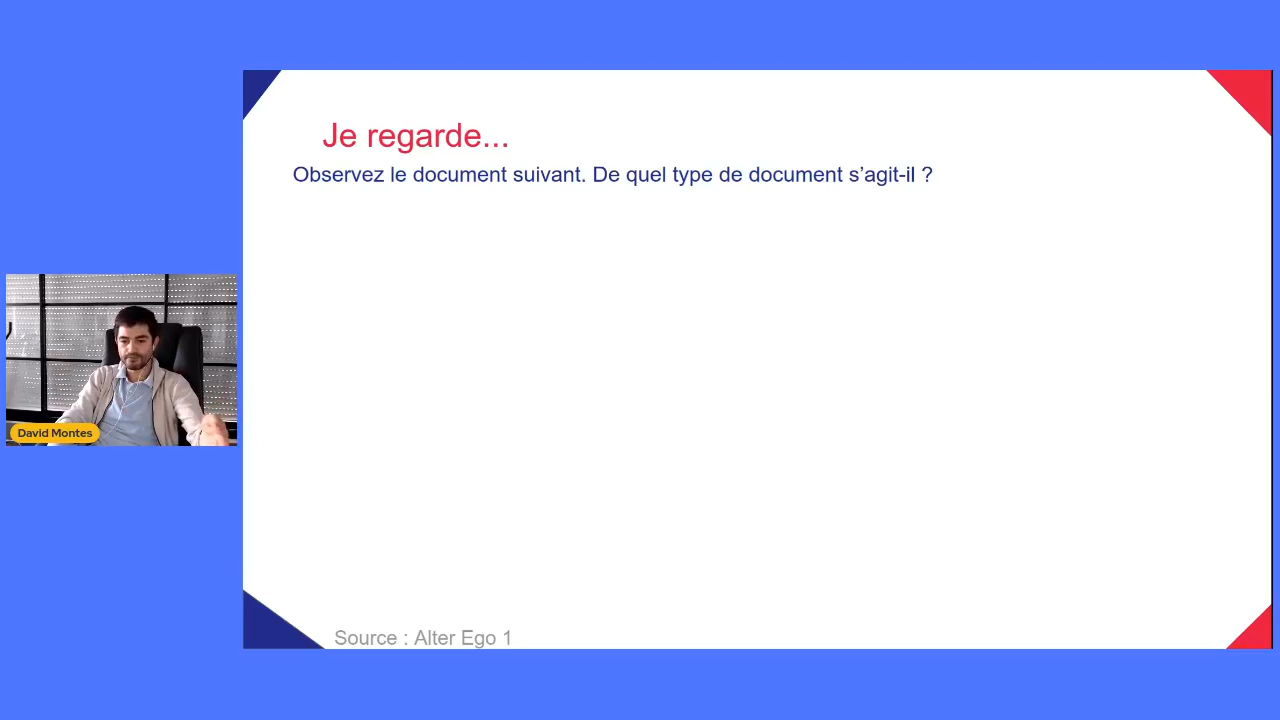 Je regarde...
Observez le document suivant. De quel type de document s’agit-il ?
David Montes
Source : Alter Ego 1